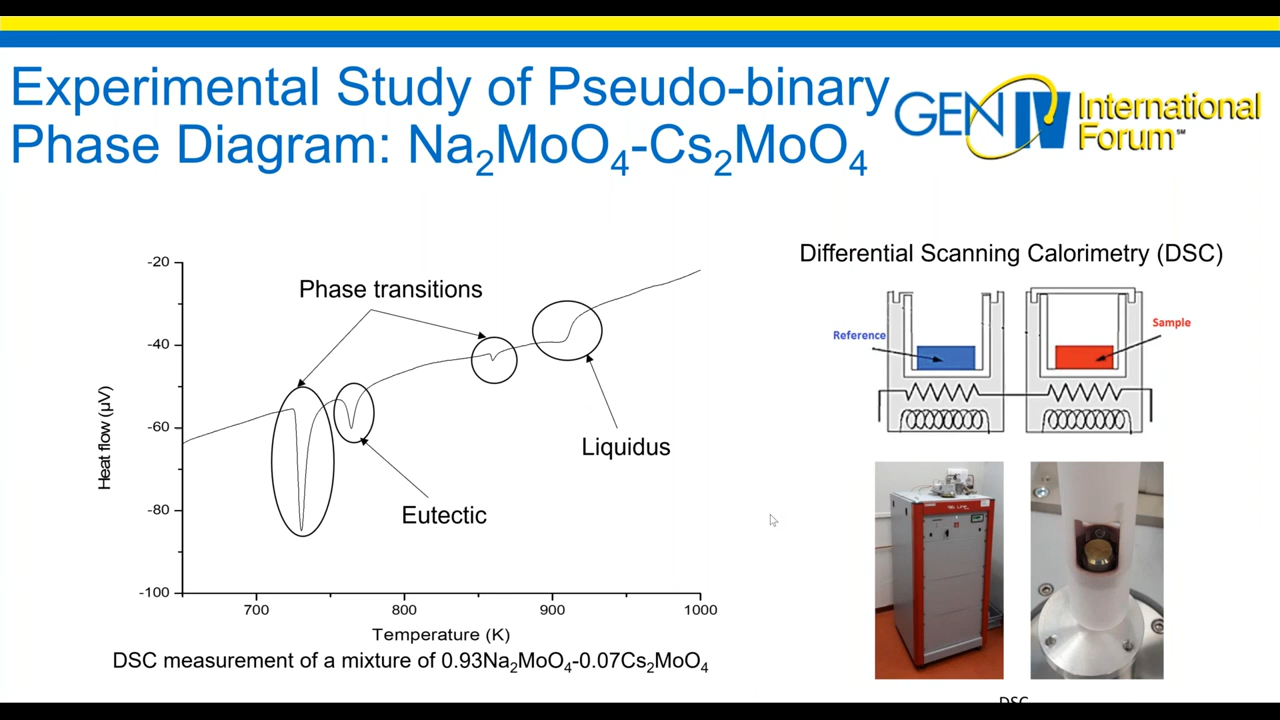 Experimental Study of Pseudo-binary
Phase Diagram: Na₂MoO₄-Cs₂MoO₄
GEN IV International
Forum℠
Differential Scanning Calorimetry (DSC)
Phase transitions
Liquidus
Eutectic
Heat flow (µV)
-20
-40
-60
-80
-100
700
800
900
1000
Temperature (K)
DSC measurement of a mixture of 0.93Na₂MoO₄-0.07Cs₂MoO₄
Reference
Sample
DSC